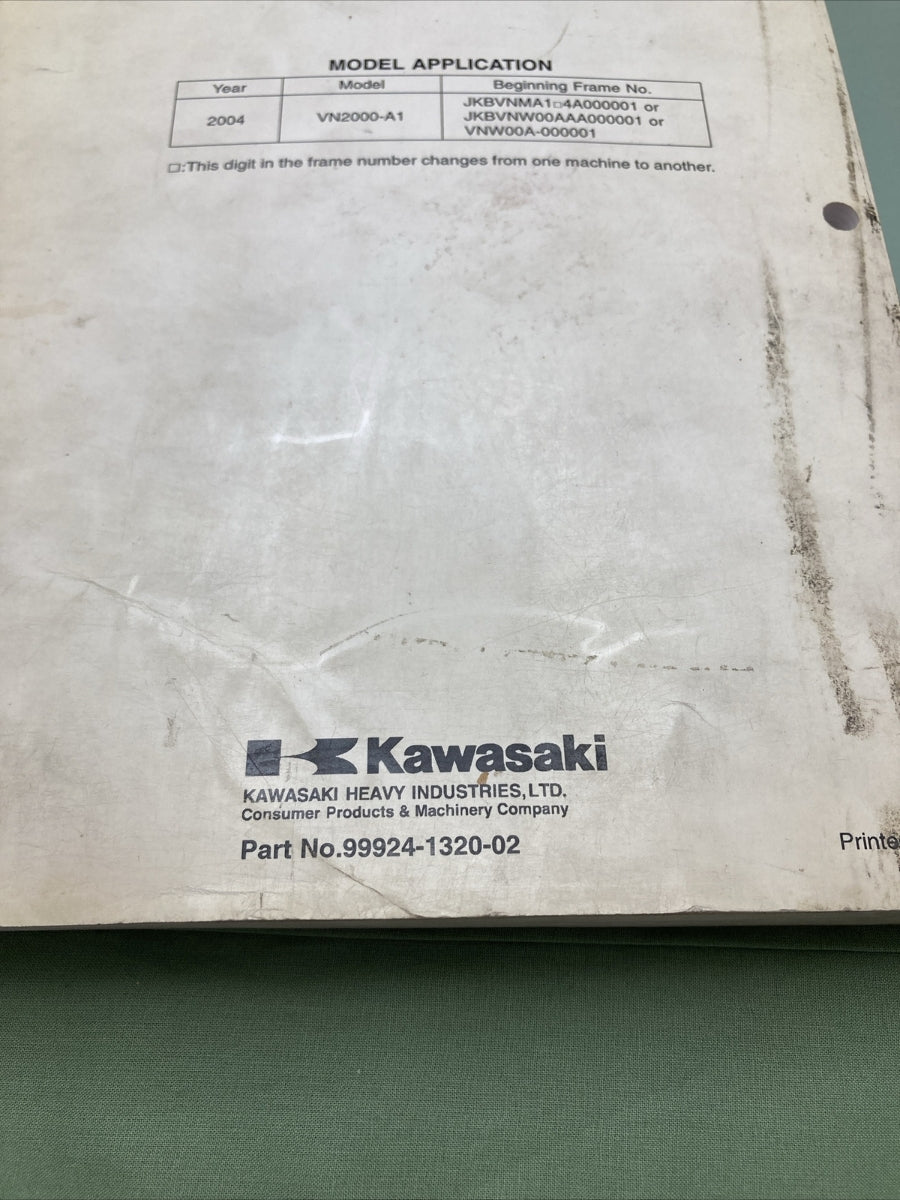 MODEL APPLICATION
Year Model Beginning Frame No.
2004 VN2000-A1 JKBVNMA1□4A000001 or
JKBVNW00AAA000001 or
VNW00A-000001
□:This digit in the frame number changes from one machine to another.
Kawasaki
KAWASAKI HEAVY INDUSTRIES,LTD.
Consumer Products & Machinery Company
Part No.99924-1320-02
Printe